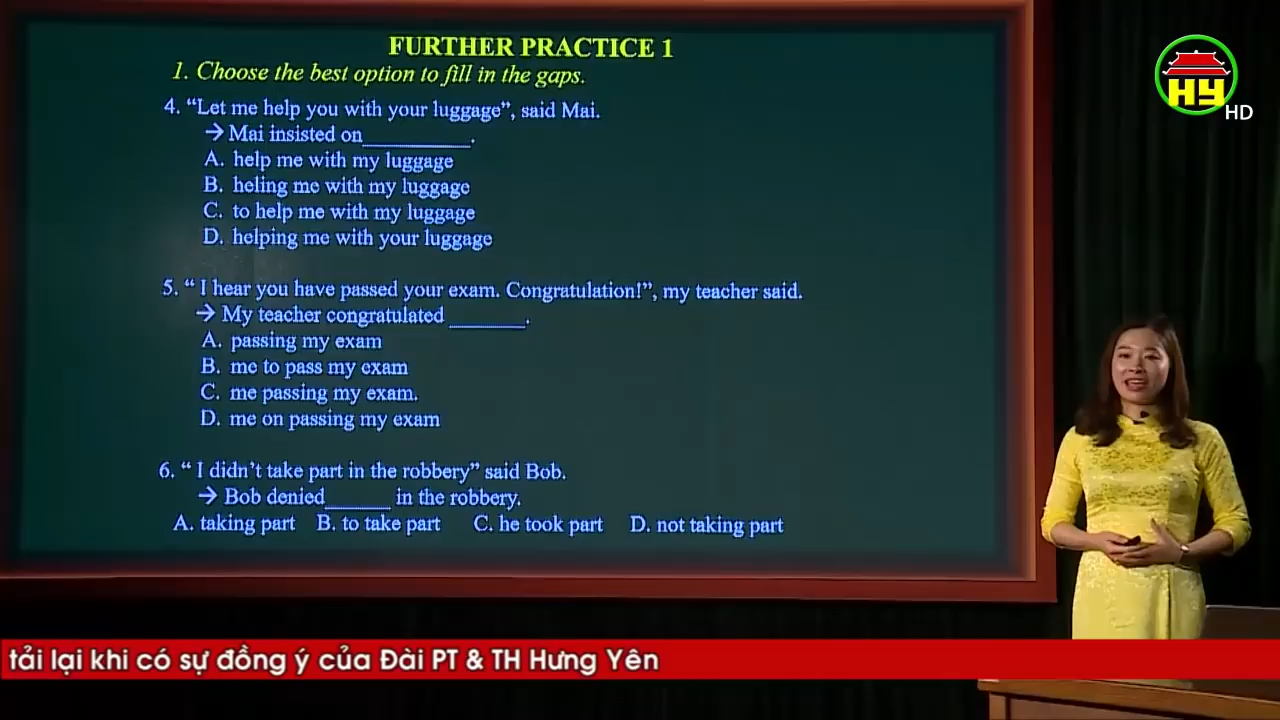 FURTHER PRACTICE 1
1. Choose the best option to fill in the gaps.
4. “Let me help you with your luggage”, said Mai.
→ Mai insisted on__________.
A. help me with my luggage
B. heling me with my luggage
C. to help me with my luggage
D. helping me with your luggage
5. “ I hear you have passed your exam. Congratulation!”, my teacher said.
→ My teacher congratulated _______.
A. passing my exam
B. me to pass my exam
C. me passing my exam.
D. me on passing my exam
6. “ I didn’t take part in the robbery” said Bob.
→ Bob denied______ in the robbery.
A. taking part B. to take part C. he took part D. not taking part
HY
HD
tải lại khi có sự đồng ý của Đài PT & TH Hưng Yên